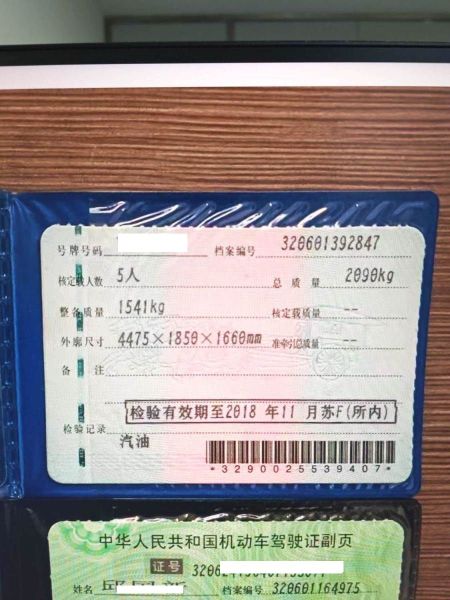 号牌号码 档案编号 320601392847
核定载人数 5人 总质量 2090kg
整备质量 1541kg 核定载质量 --
外廓尺寸 4475×1850×1660mm 准牵引总质量 --
备注
检验有效期至2018 年 11 月苏F(所内)
检验记录
汽油
*3290025539407*
中华人民共和国机动车驾驶证副页
证号
姓名 档案编号 320601164975